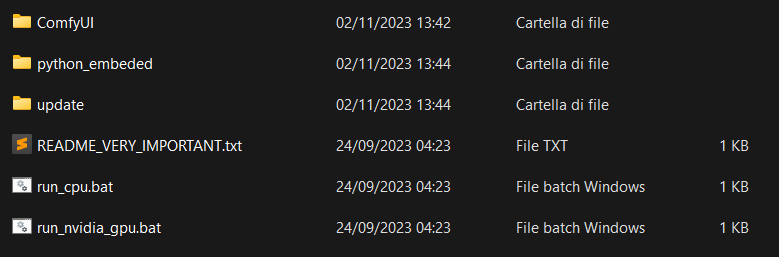 ComfyUI 02/11/2023 13:42 Cartella di file
python_embeded 02/11/2023 13:44 Cartella di file
update 02/11/2023 13:44 Cartella di file
README_VERY_IMPORTANT.txt 24/09/2023 04:23 File TXT 1 KB
run_cpu.bat 24/09/2023 04:23 File batch Windows 1 KB
run_nvidia_gpu.bat 24/09/2023 04:23 File batch Windows 1 KB